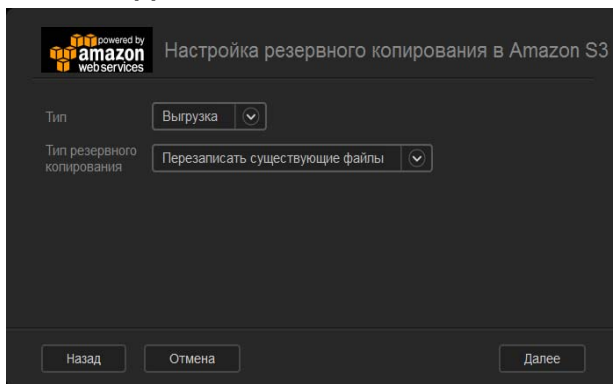 powered by
amazon
webservices
Настройка резервного копирования в Amazon S3
Тип
Выгрузка
Тип резервного
копирования
Перезаписать существующие файлы
Назад
Отмена
Далее